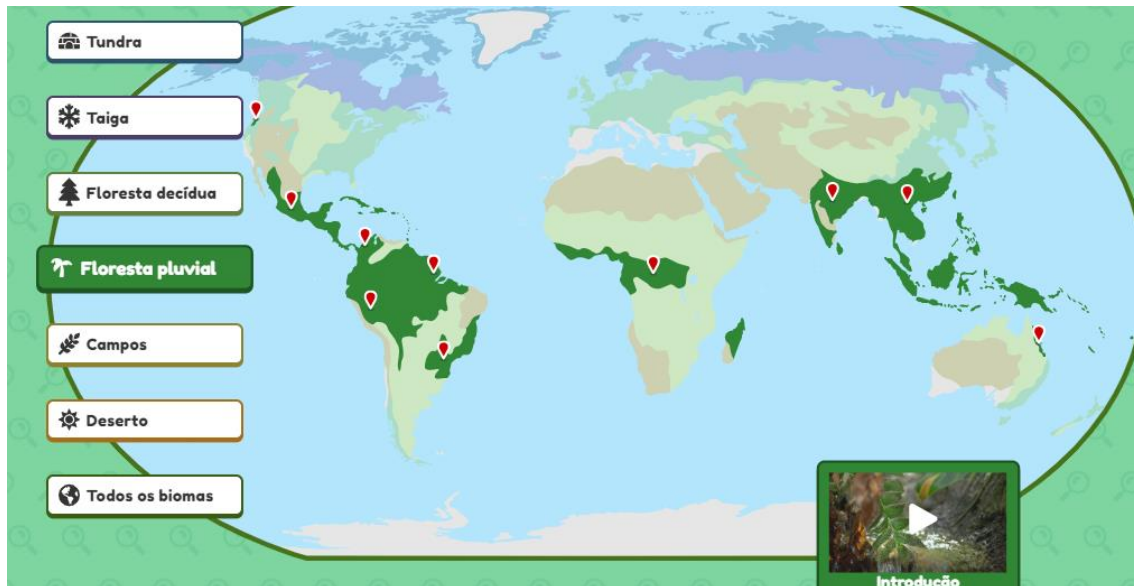 Tundra
Taiga
Floresta decídua
Floresta pluvial
Campos
Deserto
Todos os biomas
Introdução